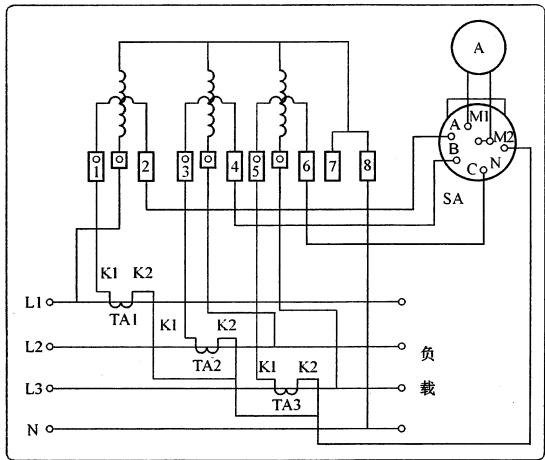 A
A M1
M2
B
C N
SA
1 2 3 4 5 6 7 8
K1 K2
L1
TA1
K1 K2
L2
TA2
负
K1 K2
L3
载
TA3
N